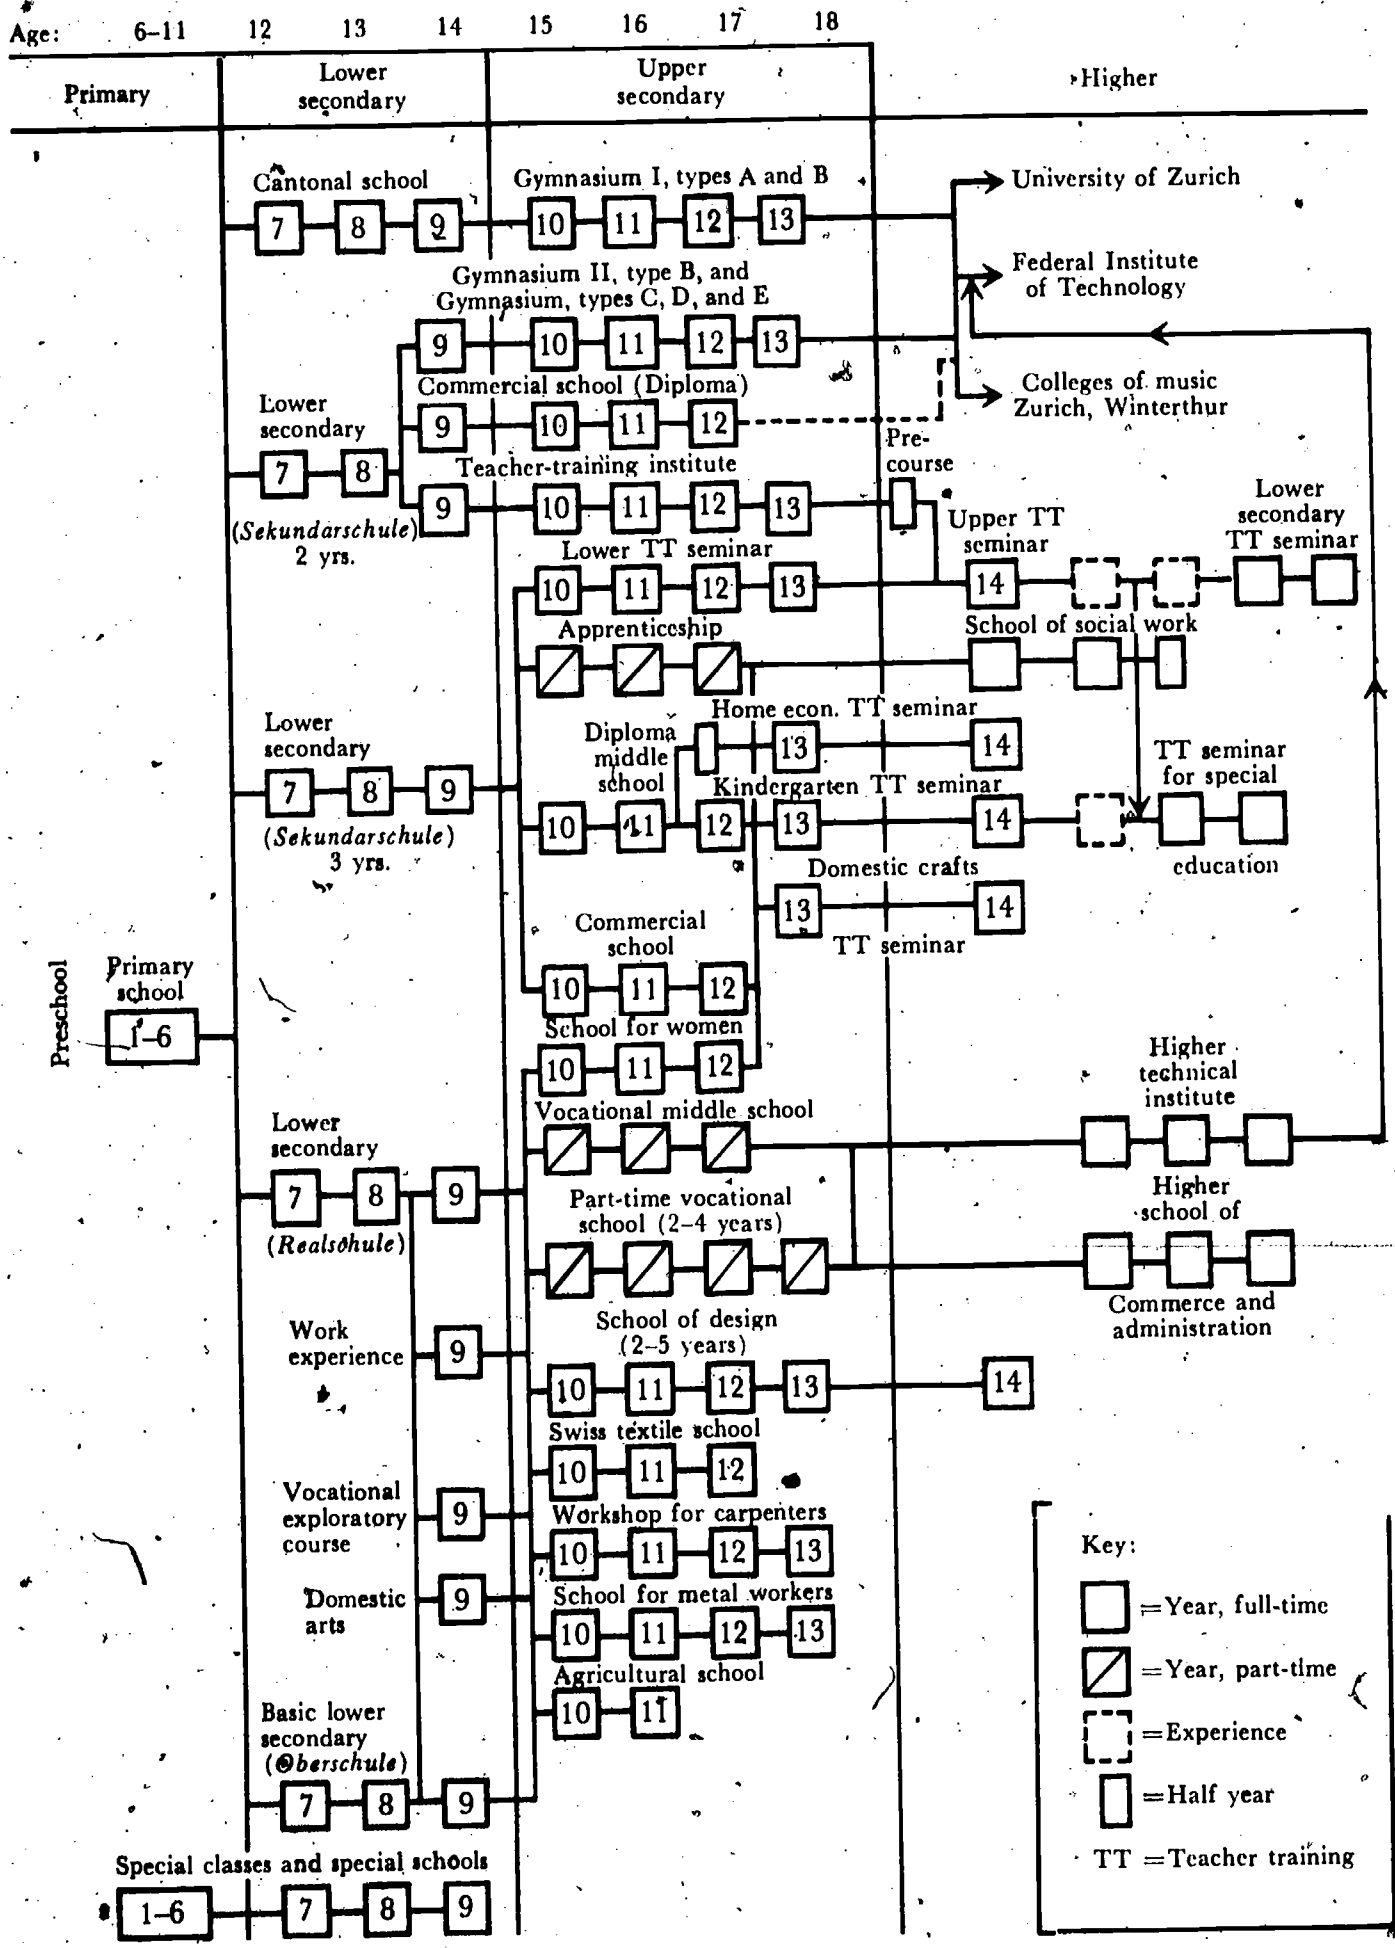 Age: 6–11 12 13 14 15 16 17 18
Primary
Lower
secondary
Upper
secondary
Higher
Cantonal school
7 8 9
Gymnasium I, types A and B
10 11 12 13
University of Zurich
Federal Institute
of Technology
Gymnasium II, type B, and
Gymnasium, types C, D, and E
9 10 11 12 13
Colleges of music
Zurich, Winterthur
Commercial school (Diploma)
9 10 11 12
Lower
secondary
7 8
(Sekundarschule)
2 yrs.
Teacher-training institute
9 10 11 12 13
Pre-
course
Lower TT seminar
10 11 12 13
Upper TT
seminar
14
Lower
secondary
TT seminar
Apprenticeship
School of social work
Lower
secondary
7 8 9
(Sekundarschule)
3 yrs.
Home econ. TT seminar
13 14
Diploma
middle
school
10 11 12
Kindergarten TT seminar
13 14
TT seminar
for special
education
Domestic crafts
13 14
TT seminar
Commercial
school
10 11 12
Preschool
Primary
school
1–6
School for women
10 11 12
Vocational middle school
Higher
technical
institute
Lower
secondary
7 8 9
(Realschule)
Part-time vocational
school (2–4 years)
Higher
school of
Commerce and
administration
Work
experience
9
School of design
(2–5 years)
10 11 12 13 14
Swiss textile school
10 11 12
Vocational
exploratory
course
9
Workshop for carpenters
10 11 12 13
Domestic
arts
9
School for metal workers
10 11 12 13
Agricultural school
10 11
Basic lower
secondary
(Oberschule)
7 8 9
Special classes and special schools
1–6 7 8 9
Key:
=Year, full-time
=Year, part-time
=Experience
=Half year
TT =Teacher training